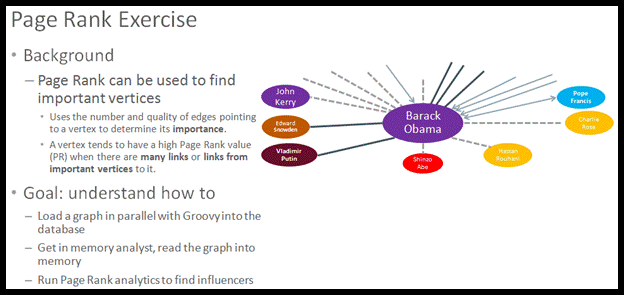 Page Rank Exercise
• Background
– Page Rank can be used to find
important vertices
• Uses the number and quality of edges pointing
to a vertex to determine its importance.
• A vertex tends to have a high Page Rank value
(PR) when there are many links or links from
important vertices to it.
• Goal: understand how to
– Load a graph in parallel with Groovy into the
database
– Get in memory analyst, read the graph into
memory
– Run Page Rank analytics to find influencers
John
Kerry
Edward
Snowden
Vladimir
Putin
Barack
Obama
Shinzo
Abe
Hassan
Rouhani
Charlie
Rose
Pope
Francis